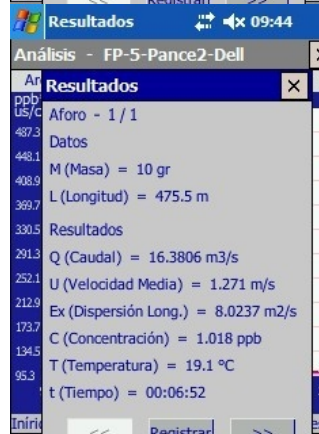 Resultados 09:44
Análisis - FP-5-Pance2-Dell
Resultados
ppb
us/c
487.3
448.1
408.9
369.7
330.5
291.3
252.1
212.9
173.7
134.5
95.3
Aforo - 1 / 1
Datos
M (Masa) = 10 gr
L (Longitud) = 475.5 m
Resultados
Q (Caudal) = 16.3806 m3/s
U (Velocidad Media) = 1.271 m/s
Ex (Dispersión Long.) = 8.0237 m2/s
C (Concentración) = 1.018 ppb
T (Temperatura) = 19.1 ºC
t (Tiempo) = 00:06:52
<< Registrar >>